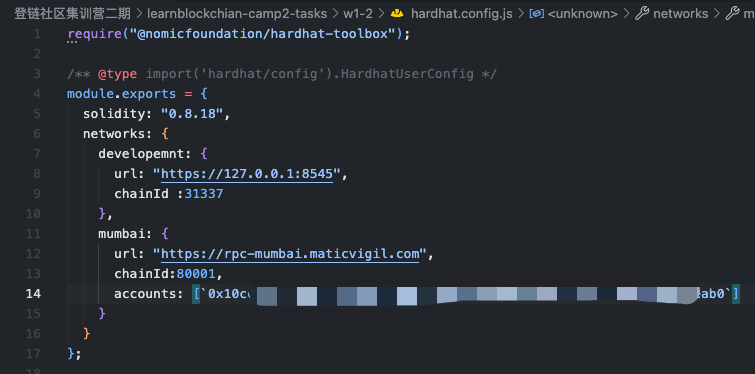 登链社区集训营二期 > learnblockchian-camp2-tasks > w1-2 > hardhat.config.js > <unknown> > networks > m
1 require("@nomicfoundation/hardhat-toolbox");
2
3 /** @type import('hardhat/config').HardhatUserConfig */
4 module.exports = {
5 solidity: "0.8.18",
6 networks: {
7 developemnt: {
8 url: "https://127.0.0.1:8545",
9 chainId :31337
10 },
11 mumbai: {
12 url: "https://rpc-mumbai.maticvigil.com",
13 chainId:80001,
14 accounts: [`0x10c ab0`]
15 }
16 }
17 };